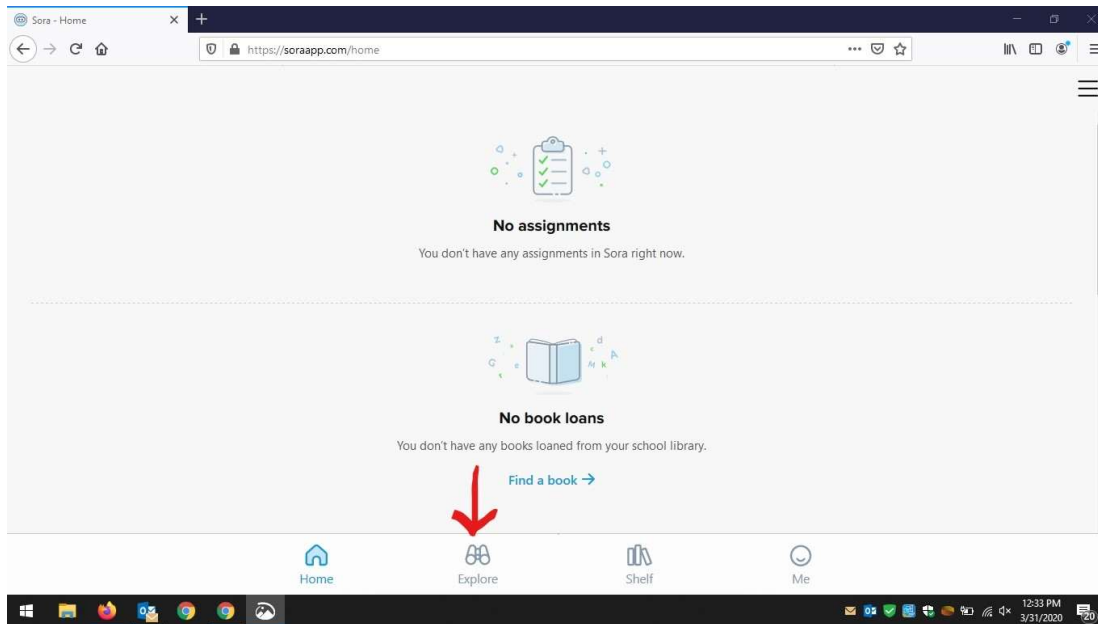 Sora - Home
https://soraapp.com/home
No assignments
You don't have any assignments in Sora right now.
No book loans
You don't have any books loaned from your school library.
Find a book →
Home
Explore
Shelf
Me
12:33 PM
3/31/2020
20